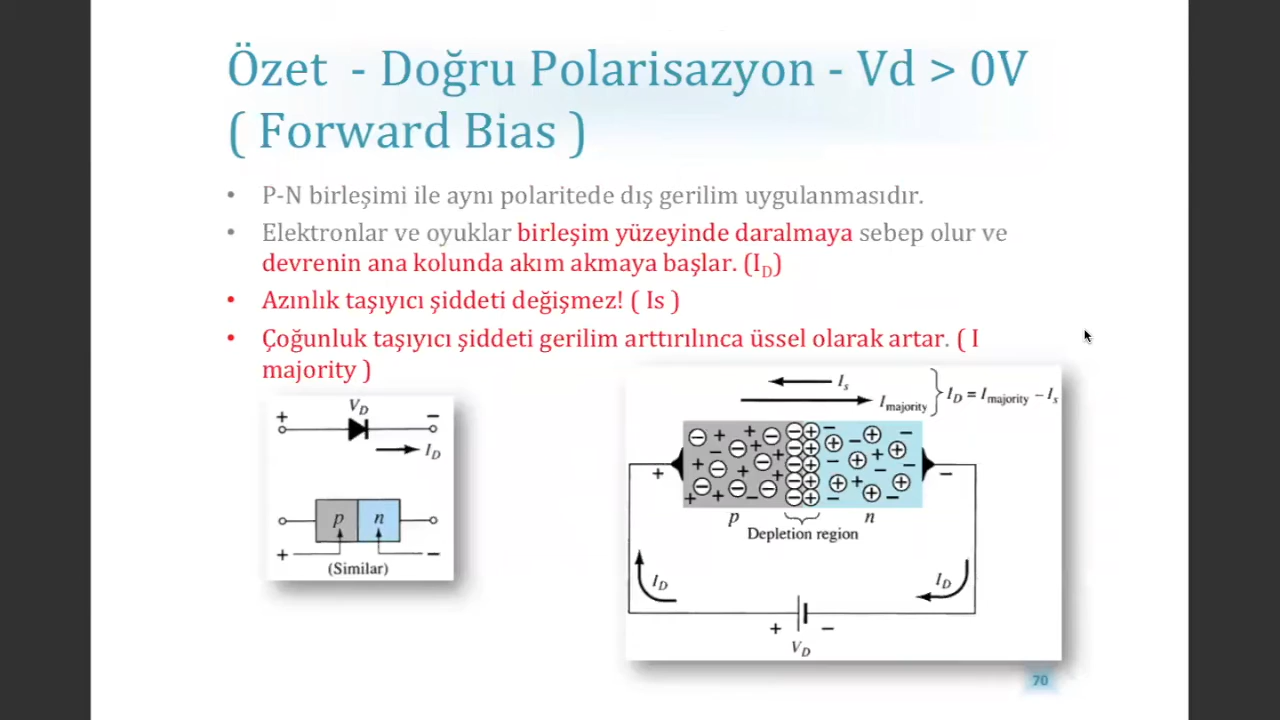 Özet - Doğru Polarisazyon - Vd > 0V
( Forward Bias )
• P-N birleşimi ile aynı polaritede dış gerilim uygulanmasıdır.
• Elektronlar ve oyuklar birleşim yüzeyinde daralmaya sebep olur ve
devrenin ana kolunda akım akmaya başlar. (I_D)
• Azınlık taşıyıcı şiddeti değişmez! ( Is )
• Çoğunluk taşıyıcı şiddeti gerilim arttırılınca üssel olarak artar. ( I
majority )
+ V_D −
I_D
p n
+ −
(Similar)
I_s
I_majority
I_D = I_majority − I_s
+ −
p n
Depletion region
I_D I_D
+ −
V_D
70